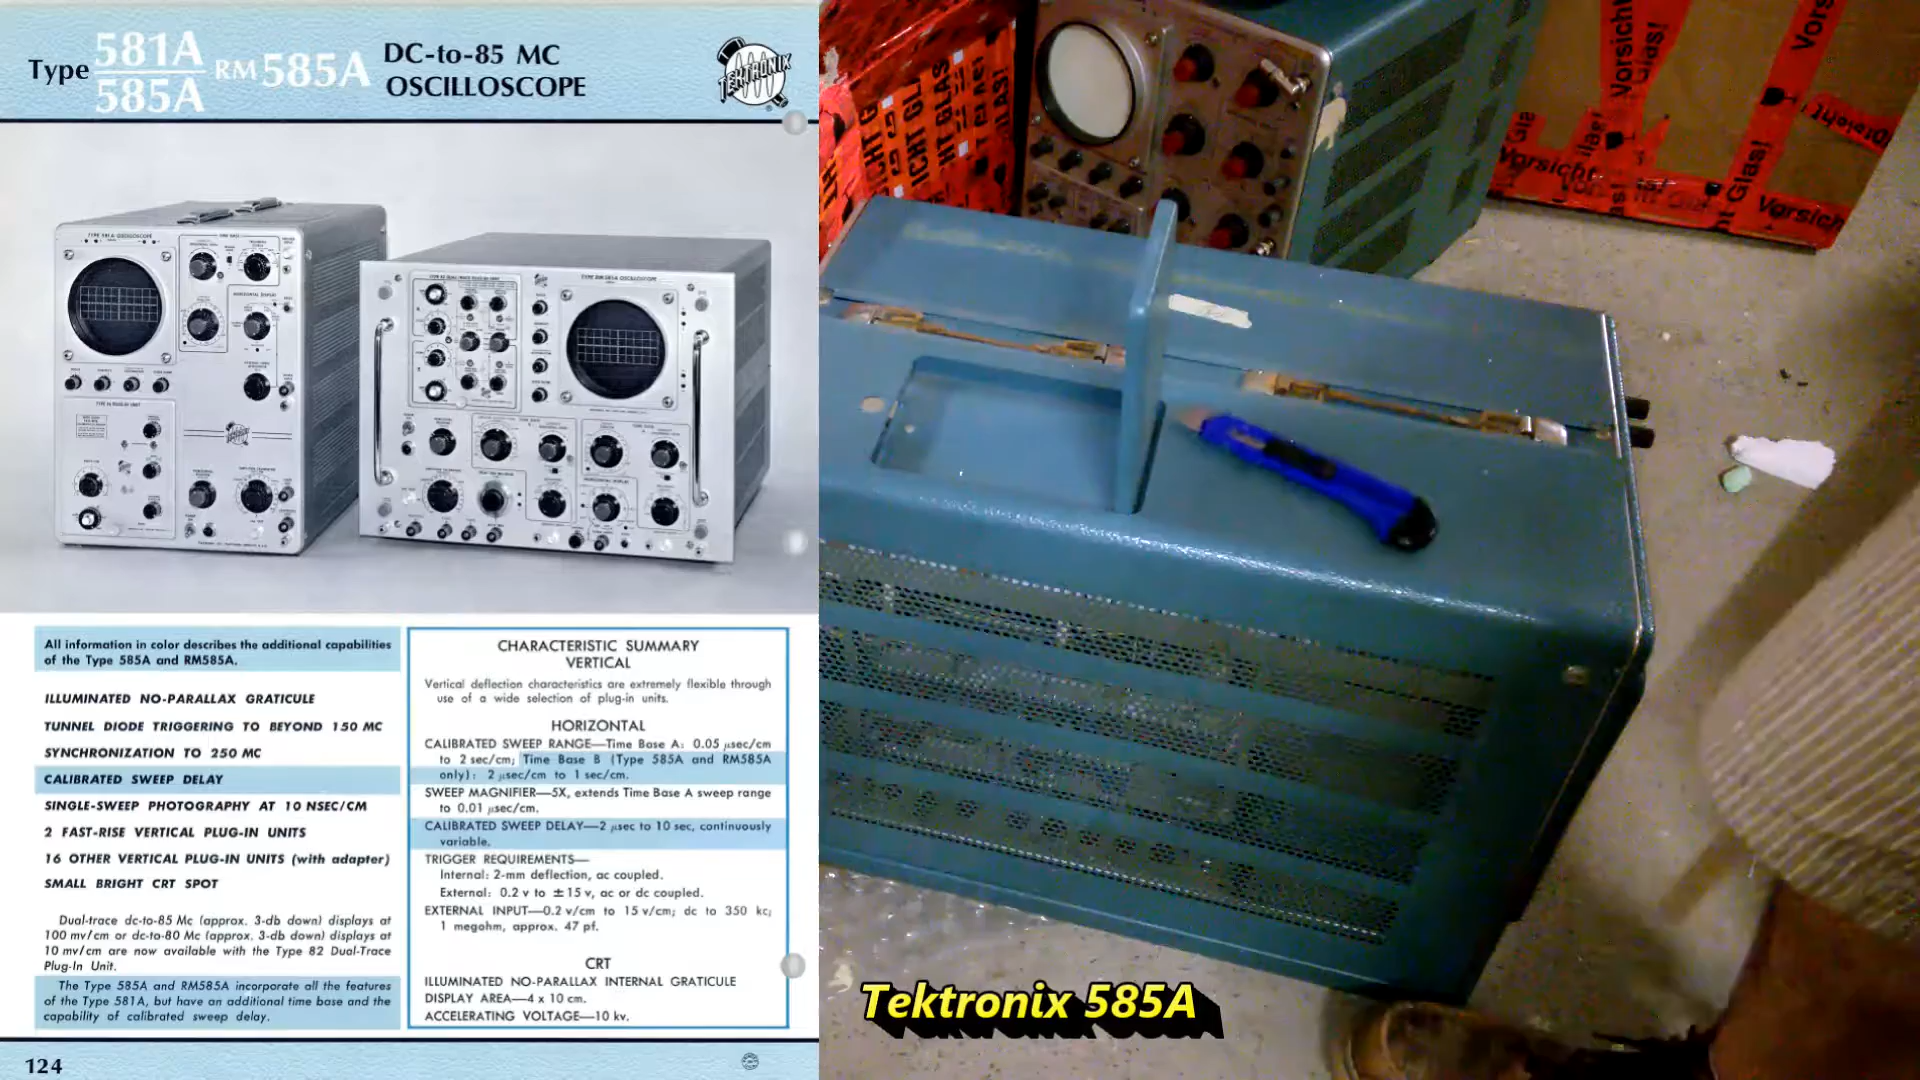 Type 581A
585A
RM 585A
DC-to-85 MC
OSCILLOSCOPE
TEKTRONIX
All information in color describes the additional capabilities
of the Type 585A and RM585A.
ILLUMINATED NO-PARALLAX GRATICULE
TUNNEL DIODE TRIGGERING TO BEYOND 150 MC
SYNCHRONIZATION TO 250 MC
CALIBRATED SWEEP DELAY
SINGLE-SWEEP PHOTOGRAPHY AT 10 NSEC/CM
2 FAST-RISE VERTICAL PLUG-IN UNITS
16 OTHER VERTICAL PLUG-IN UNITS (with adapter)
SMALL BRIGHT CRT SPOT
Dual-trace dc-to-85 Mc (approx. 3-db down) displays at
100 mv/cm or dc-to-80 Mc (approx. 3-db down) displays at
10 mv/cm are now available with the Type 82 Dual-Trace
Plug-In Unit.
The Type 585A and RM585A incorporate all the features
of the Type 581A, but have an additional time base and the
capability of calibrated sweep delay.
124
CHARACTERISTIC SUMMARY
VERTICAL
Vertical deflection characteristics are extremely flexible through
use of a wide selection of plug-in units.
HORIZONTAL
CALIBRATED SWEEP RANGE—Time Base A: 0.05 μsec/cm
to 2 sec/cm; Time Base B (Type 585A and RM585A
only): 2 μsec/cm to 1 sec/cm.
SWEEP MAGNIFIER—5X, extends Time Base A sweep range
to 0.01 μsec/cm.
CALIBRATED SWEEP DELAY—2 μsec to 10 sec, continuously
variable.
TRIGGER REQUIREMENTS—
Internal: 2-mm deflection, ac coupled.
External: 0.2 v to ±15 v, ac or dc coupled.
EXTERNAL INPUT—0.2 v/cm to 15 v/cm; dc to 350 kc;
1 megohm, approx. 47 pf.
CRT
ILLUMINATED NO-PARALLAX INTERNAL GRATICULE
DISPLAY AREA—4 x 10 cm.
ACCELERATING VOLTAGE—10 kv.
Vorsicht
Glas!
Vorsicht
Glas!
Vorsich
Tektronix 585A